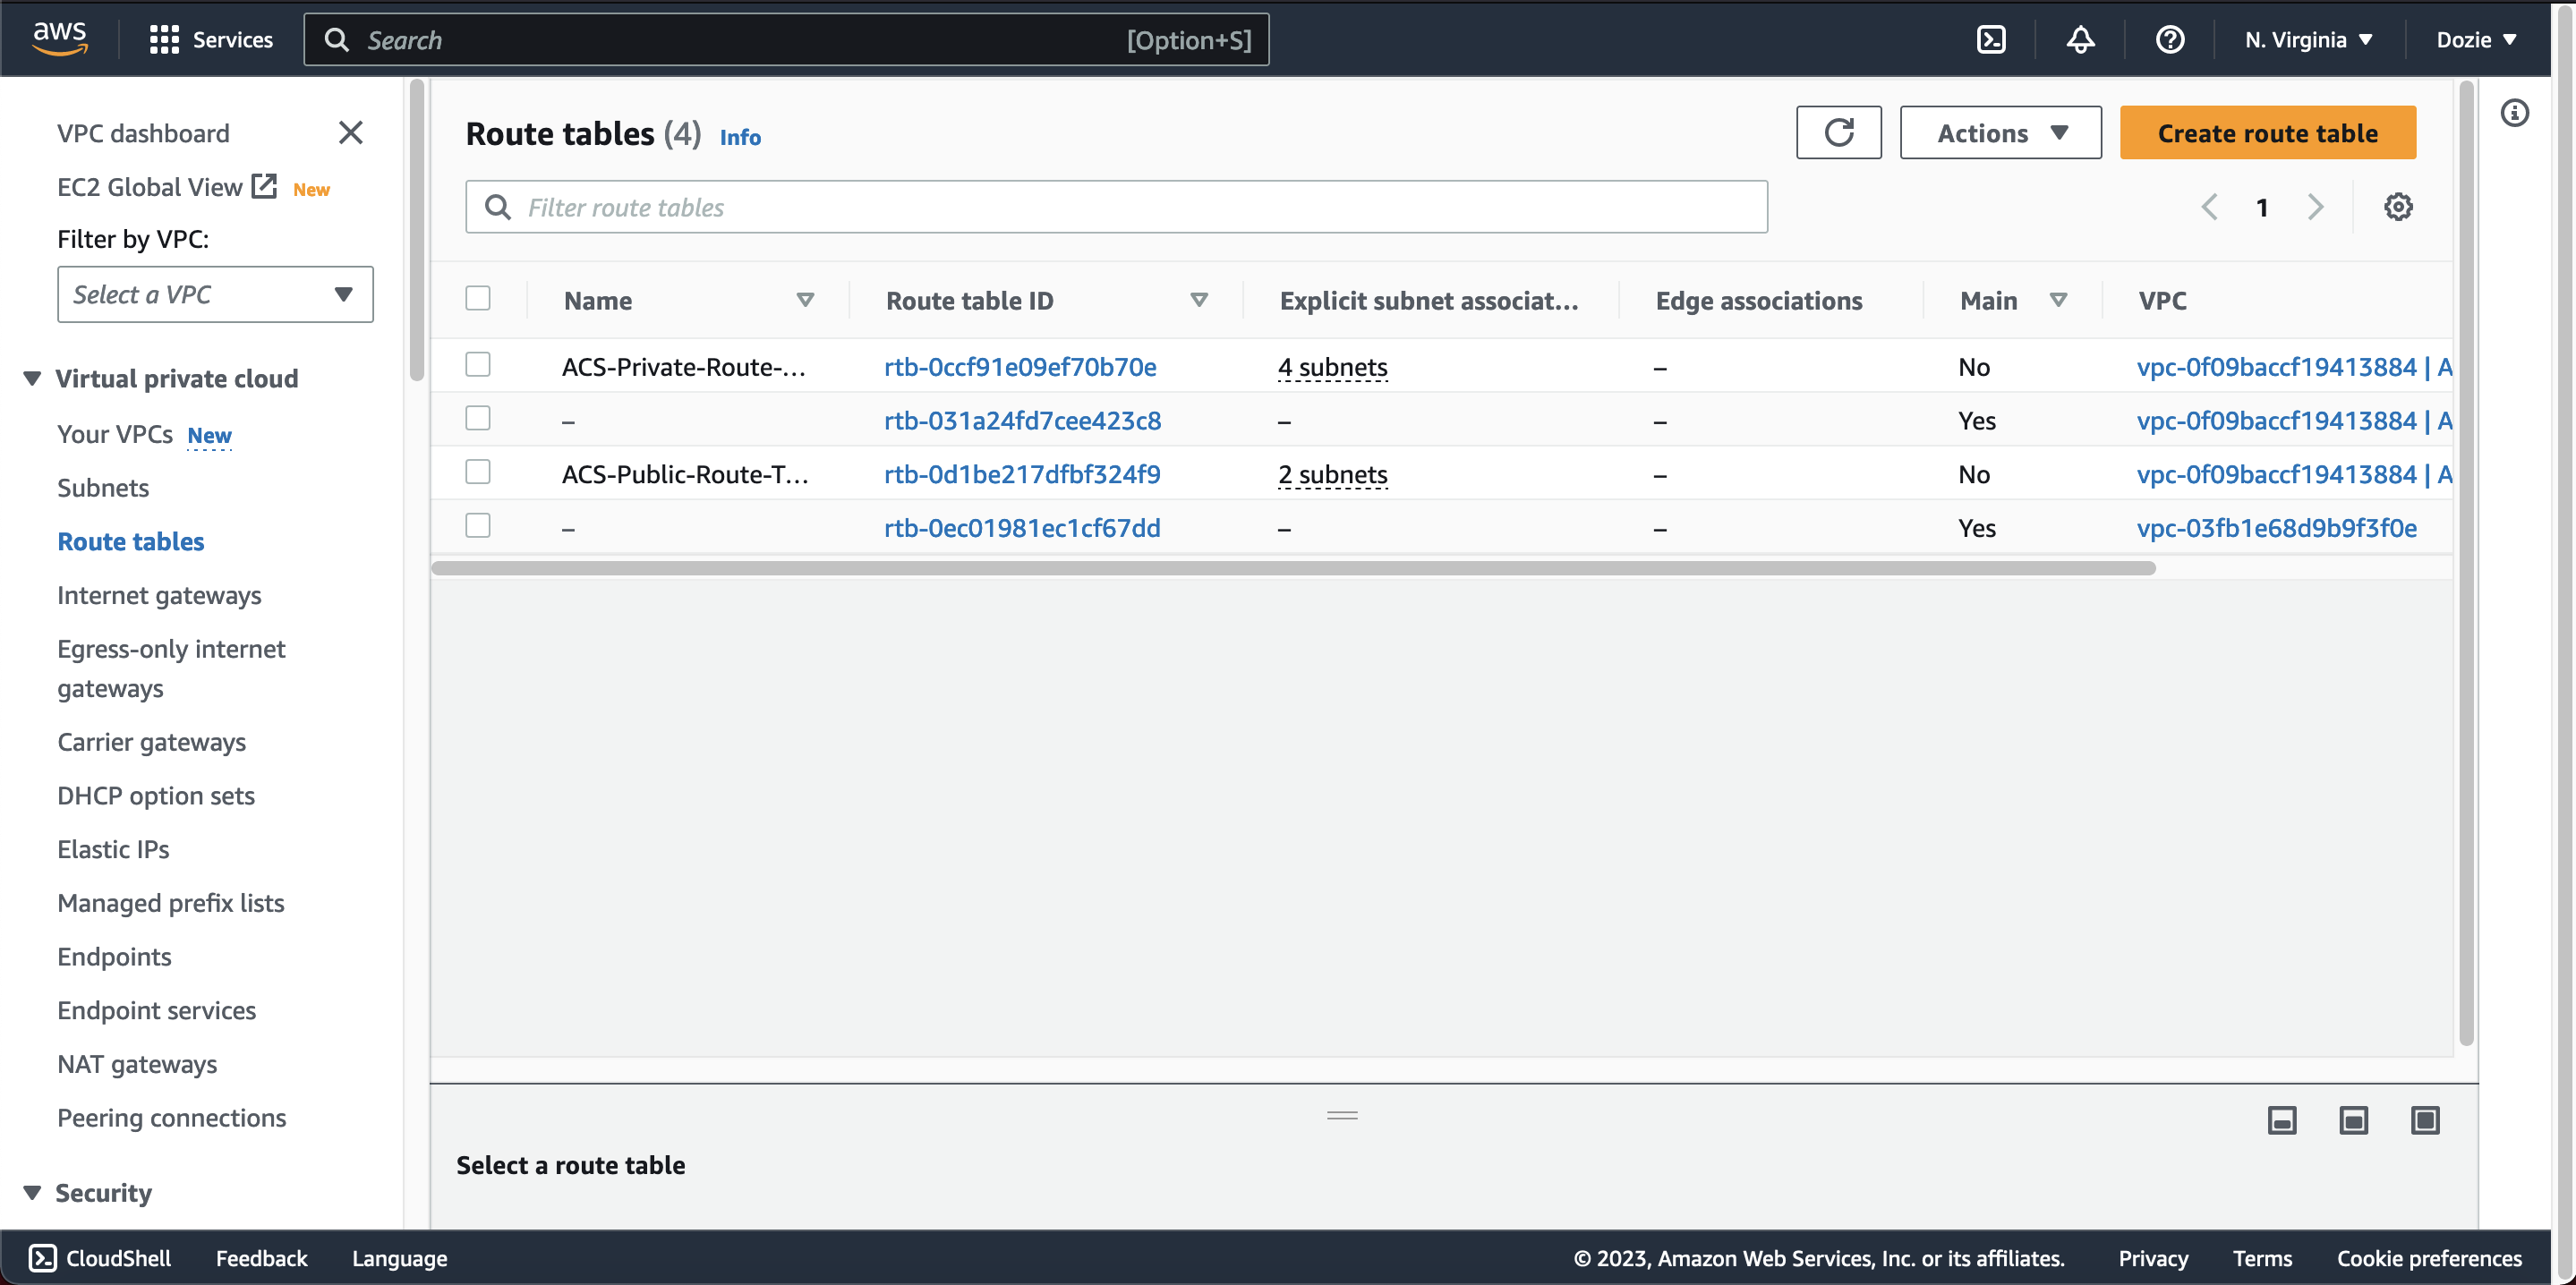 aws
Services
Search
[Option+S]
N. Virginia
Dozie
VPC dashboard
EC2 Global View New
Filter by VPC:
Select a VPC
Virtual private cloud
Your VPCs New
Subnets
Route tables
Internet gateways
Egress-only internet
gateways
Carrier gateways
DHCP option sets
Elastic IPs
Managed prefix lists
Endpoints
Endpoint services
NAT gateways
Peering connections
Security
Route tables (4) Info
Actions
Create route table
Filter route tables
1
Name Route table ID Explicit subnet associat... Edge associations Main VPC
ACS-Private-Route-... rtb-0ccf91e09ef70b70e 4 subnets – No vpc-0f09baccf19413884 | A
– rtb-031a24fd7cee423c8 – – Yes vpc-0f09baccf19413884 | A
ACS-Public-Route-T... rtb-0d1be217dfbf324f9 2 subnets – No vpc-0f09baccf19413884 | A
– rtb-0ec01981ec1cf67dd – – Yes vpc-03fb1e68d9b9f3f0e
Select a route table
CloudShell Feedback Language
© 2023, Amazon Web Services, Inc. or its affiliates. Privacy Terms Cookie preferences